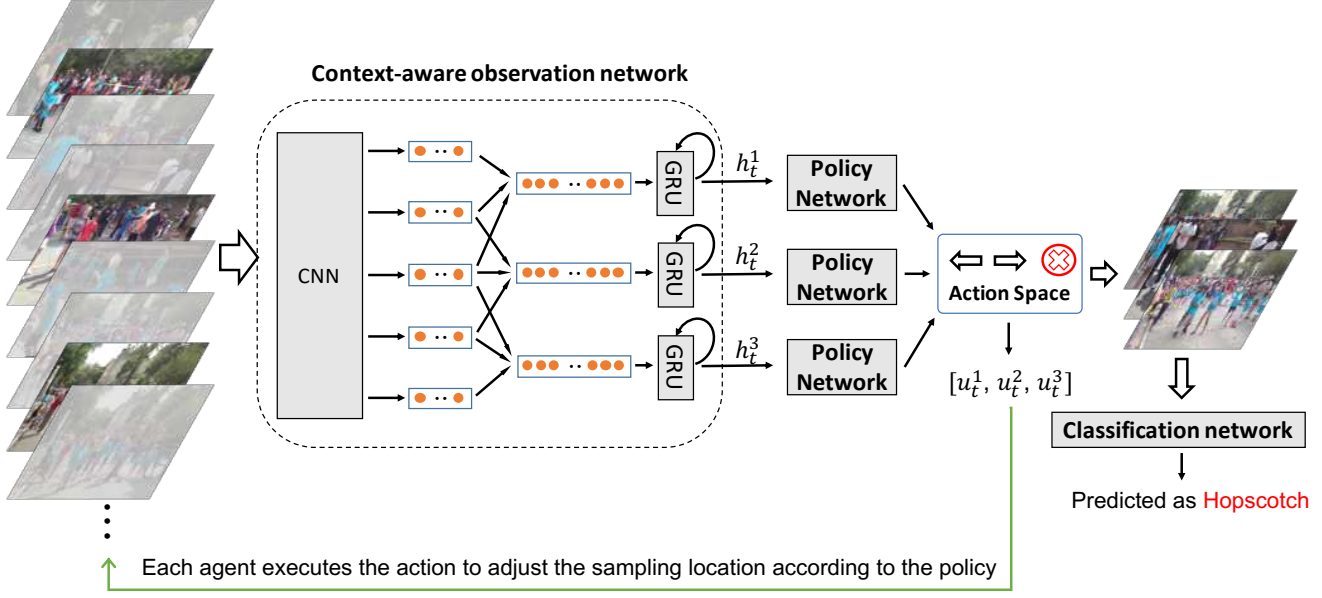 Context-aware observation network
CNN
GRU
GRU
GRU
h_t^1
h_t^2
h_t^3
Policy
Network
Policy
Network
Policy
Network
Action Space
[u_t^1, u_t^2, u_t^3]
Classification network
Predicted as Hopscotch
Each agent executes the action to adjust the sampling location according to the policy